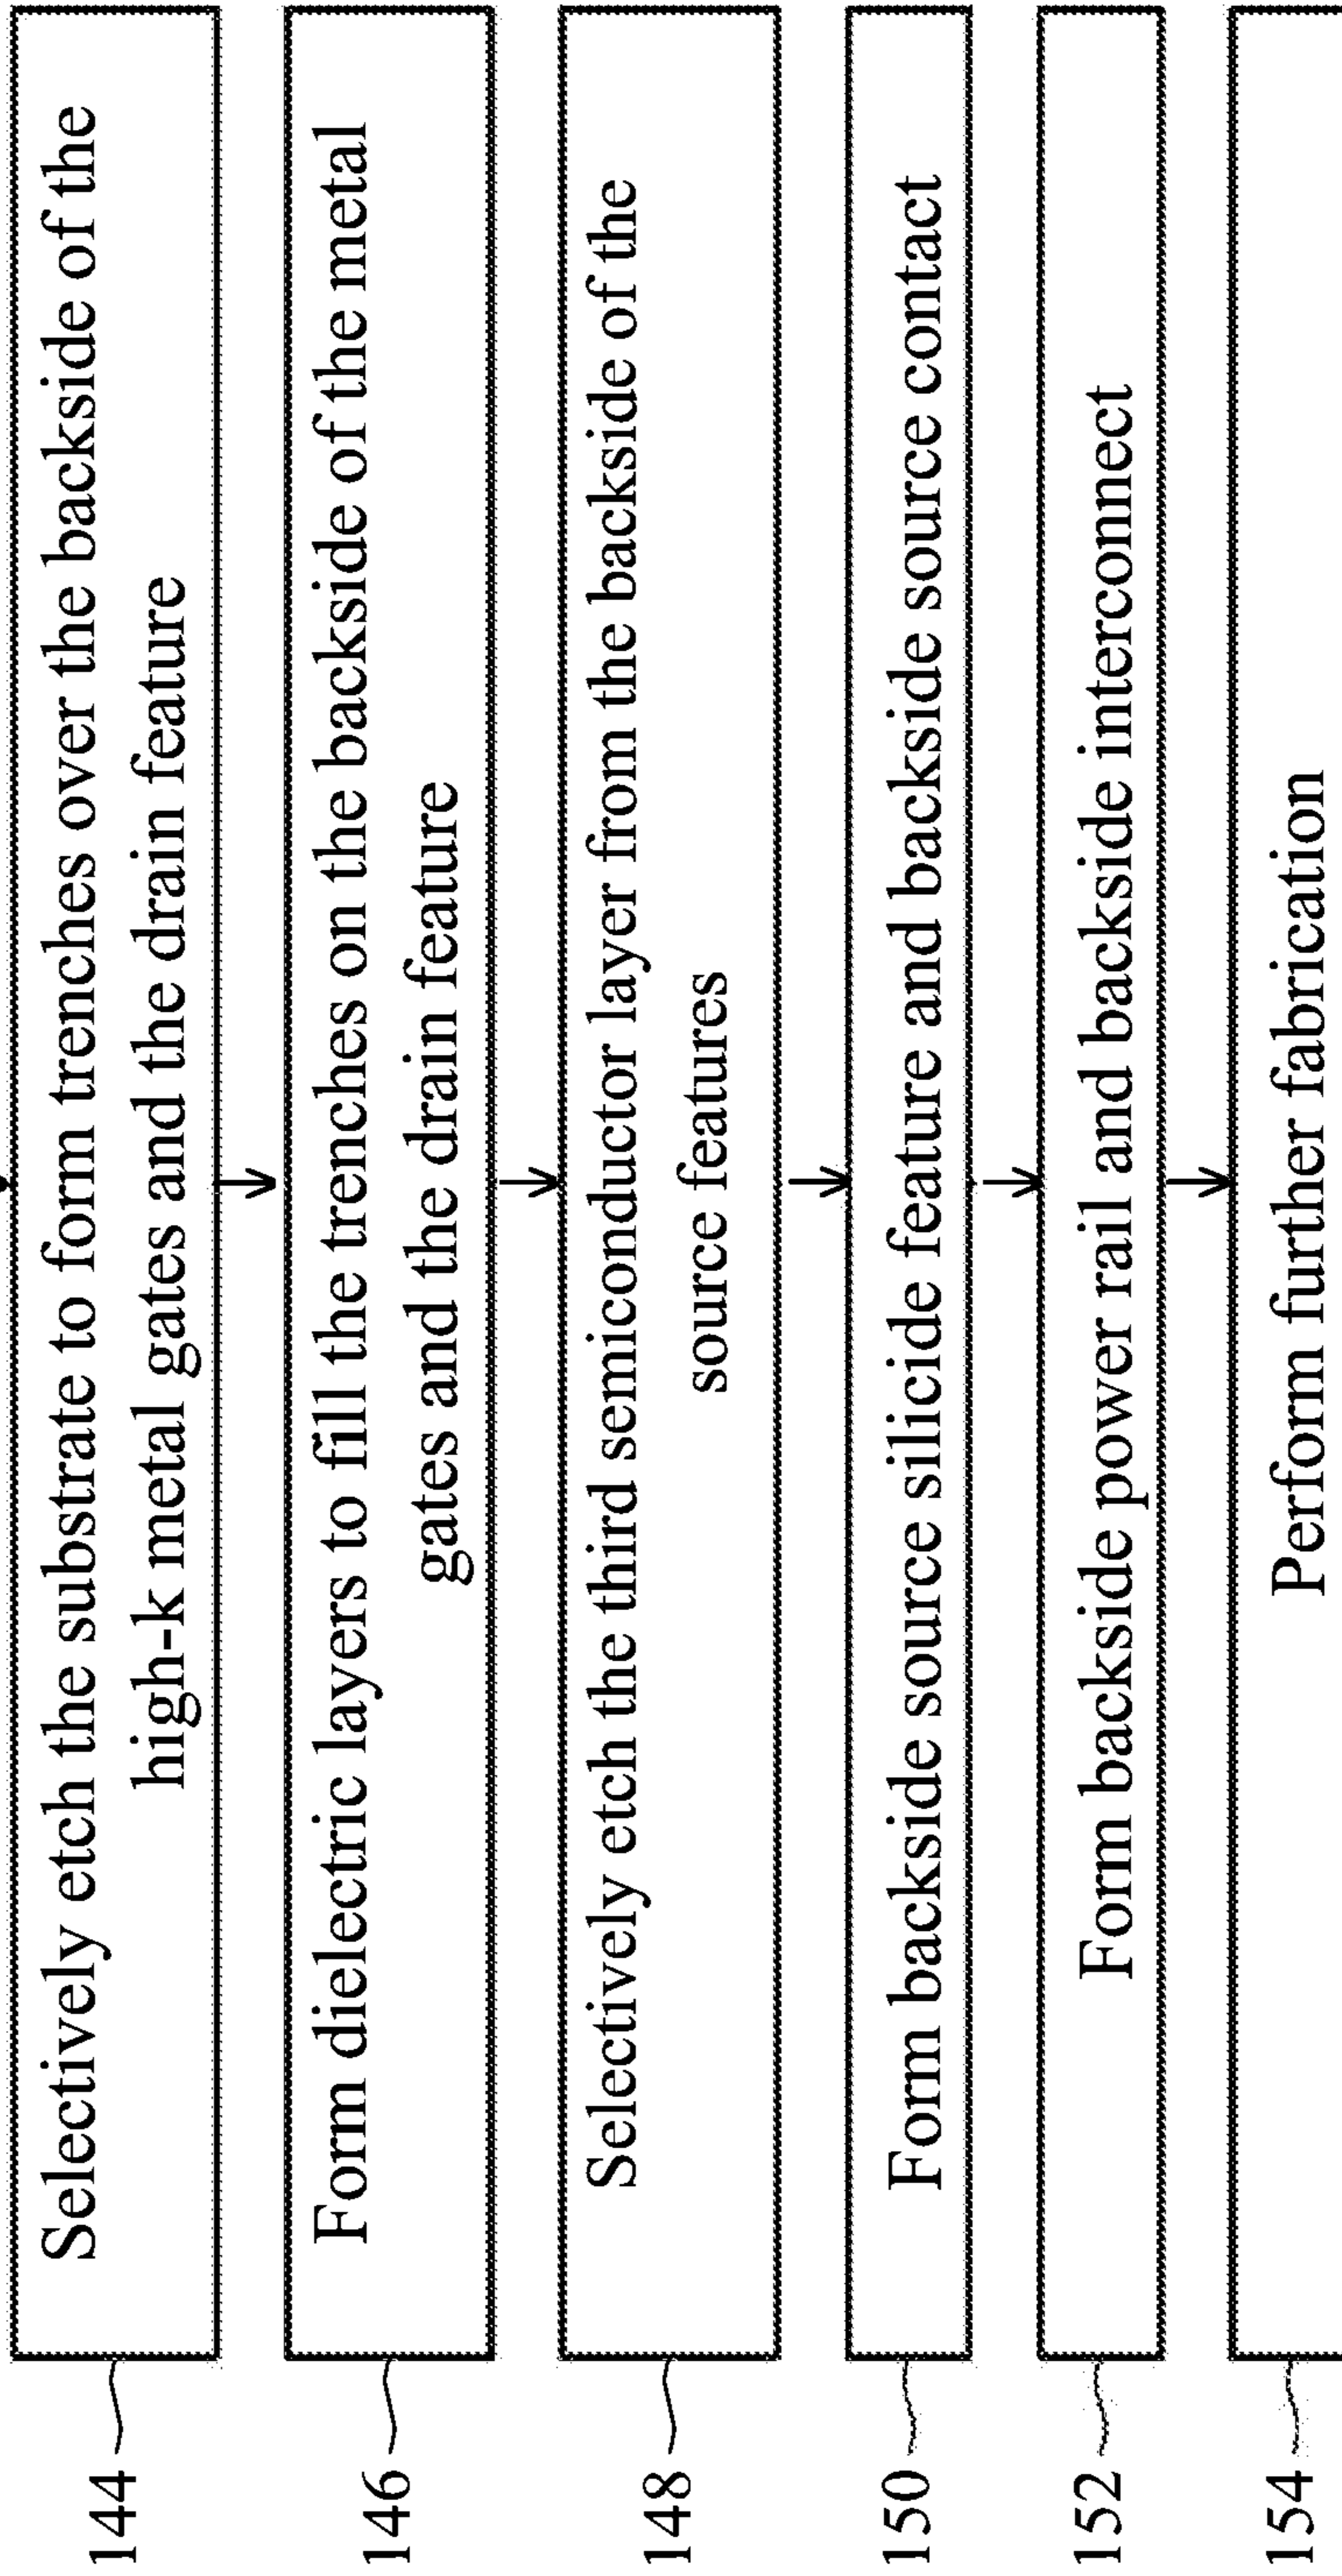 144
Selectively etch the substrate to form trenches over the backside of the
high-k metal gates and the drain feature
146
Form dielectric layers to fill the trenches on the backside of the metal
gates and the drain feature
148
Selectively etch the third semiconductor layer from the backside of the
source features
150
Form backside source silicide feature and backside source contact
152
Form backside power rail and backside interconnect
154
Perform further fabrication